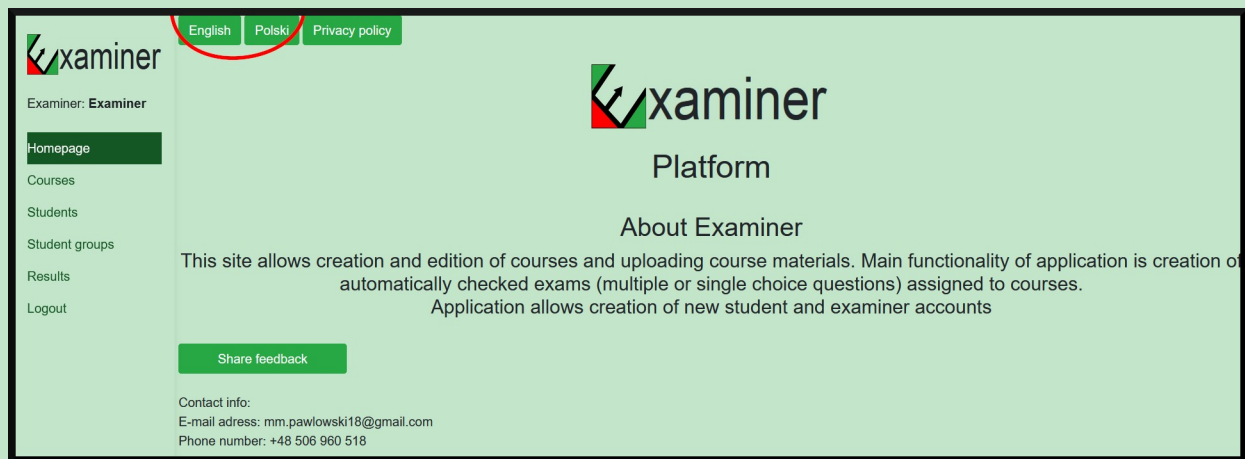 English Polski Privacy policy
Examiner
Examiner: Examiner
Homepage
Courses
Students
Student groups
Results
Logout
Examiner
Platform
About Examiner
This site allows creation and edition of courses and uploading course materials. Main functionality of application is creation of
automatically checked exams (multiple or single choice questions) assigned to courses.
Application allows creation of new student and examiner accounts
Share feedback
Contact info:
E-mail adress: mm.pawlowski18@gmail.com
Phone number: +48 506 960 518